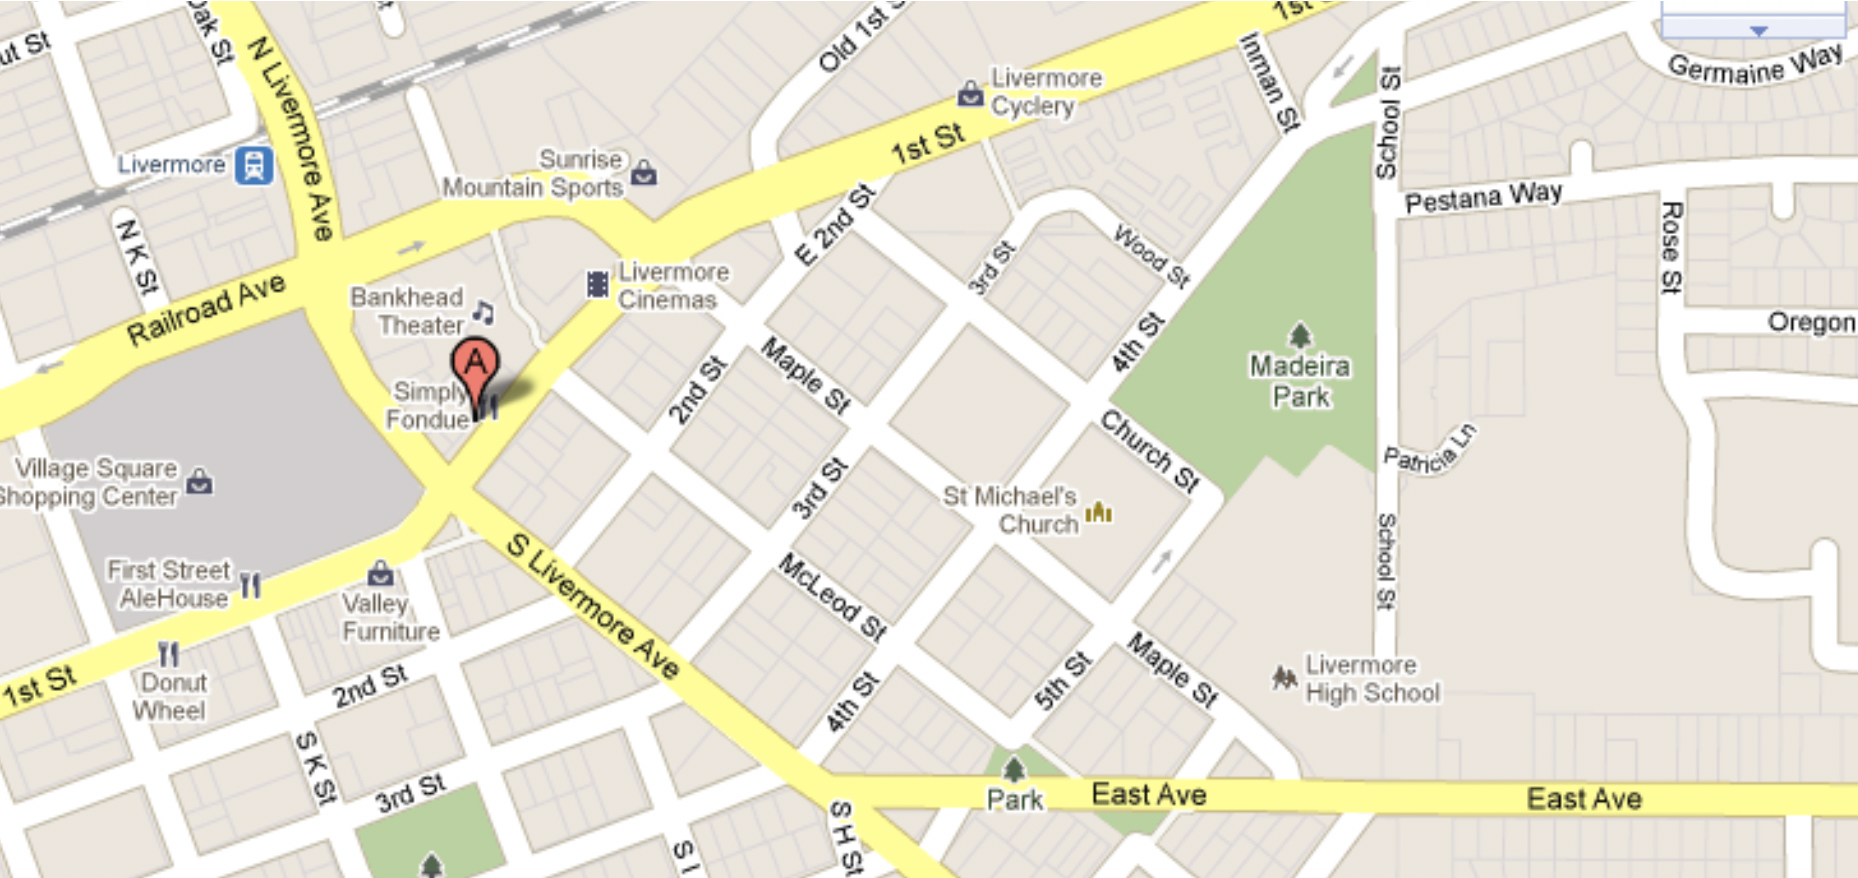 Oak St
ut St
N Livermore Ave
Old 1st S
1st S
Inman St
School St
Germaine Way
Livermore
Cyclery
1st St
Livermore
Sunrise
Mountain Sports
Pestana Way
N K St
E 2nd St
3rd St
Wood St
Rose St
Railroad Ave
Bankhead
Theater
Livermore
Cinemas
A
Simply
Fondue
2nd St
Maple St
4th St
Madeira
Park
Oregon
Church St
Patricia Ln
Village Square
Shopping Center
3rd St
St Michael's
Church
School St
First Street
AleHouse
Valley
Furniture
S Livermore Ave
McLeod St
1st St
Donut
Wheel
2nd St
4th St
5th St
Maple St
Livermore
High School
S K St
3rd St
Park
East Ave
East Ave
S H St
S I